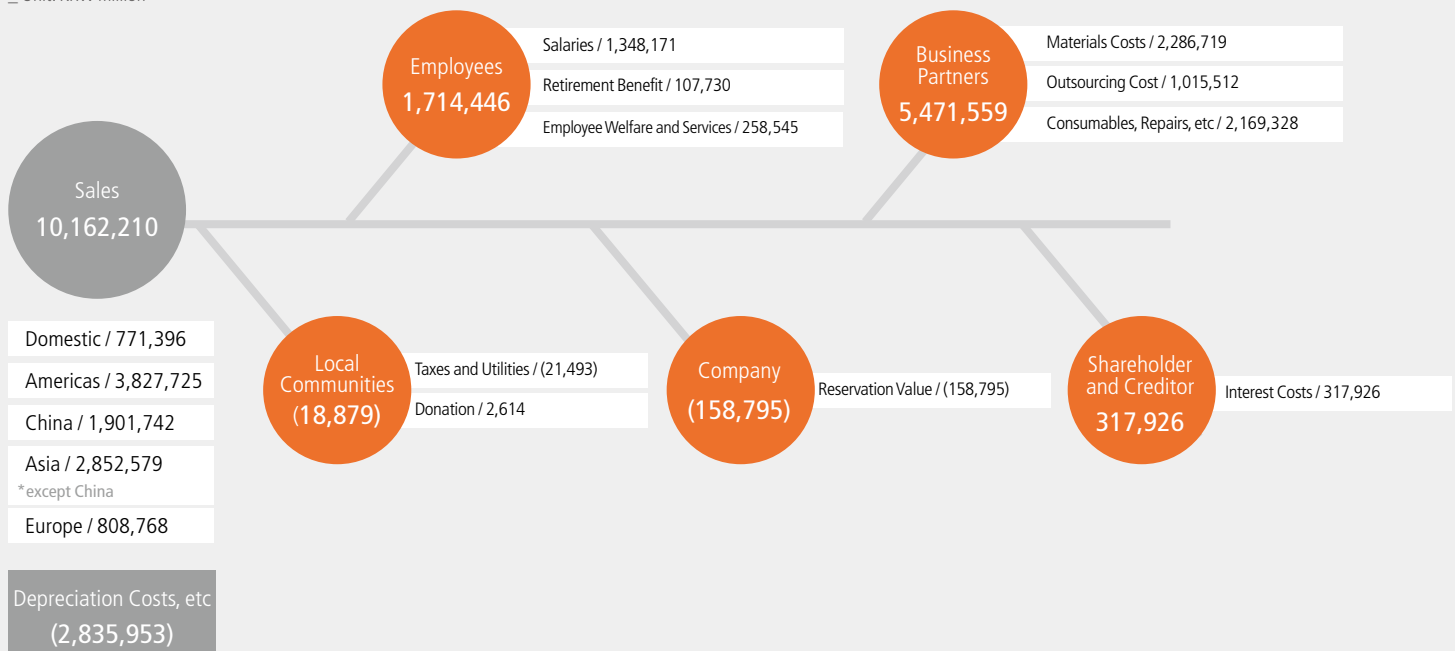 Employees
1,714,446
Salaries / 1,348,171
Retirement Benefit / 107,730
Employee Welfare and Services / 258,545
Business
Partners
5,471,559
Materials Costs / 2,286,719
Outsourcing Cost / 1,015,512
Consumables, Repairs, etc / 2,169,328
Sales
10,162,210
Domestic / 771,396
Americas / 3,827,725
China / 1,901,742
Asia / 2,852,579
*except China
Europe / 808,768
Depreciation Costs, etc
(2,835,953)
Local
Communities
(18,879)
Taxes and Utilities / (21,493)
Donation / 2,614
Company
(158,795)
Reservation Value / (158,795)
Shareholder
and Creditor
317,926
Interest Costs / 317,926